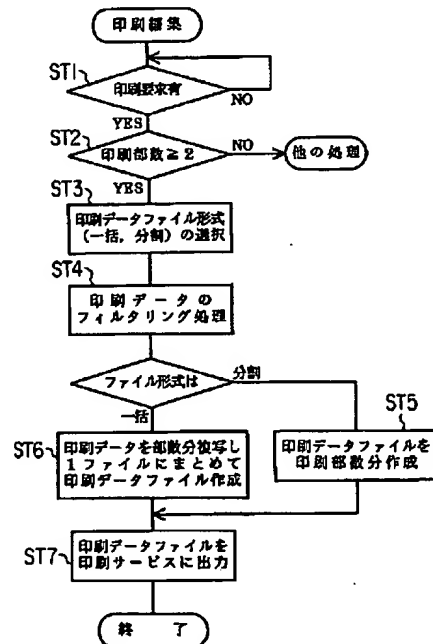 印刷編集
ST1
印刷要求有
NO
YES
ST2
印刷部数≧2
NO
他の処理
YES
ST3
印刷データファイル形式
(一括,分割)の選択
ST4
印刷データの
フィルタリング処理
ファイル形式は
分割
一括
ST5
印刷データファイルを
印刷部数分作成
ST6
印刷データを部数分複写し
1ファイルにまとめて
印刷データファイル作成
ST7
印刷データファイルを
印刷サービスに出力
終了